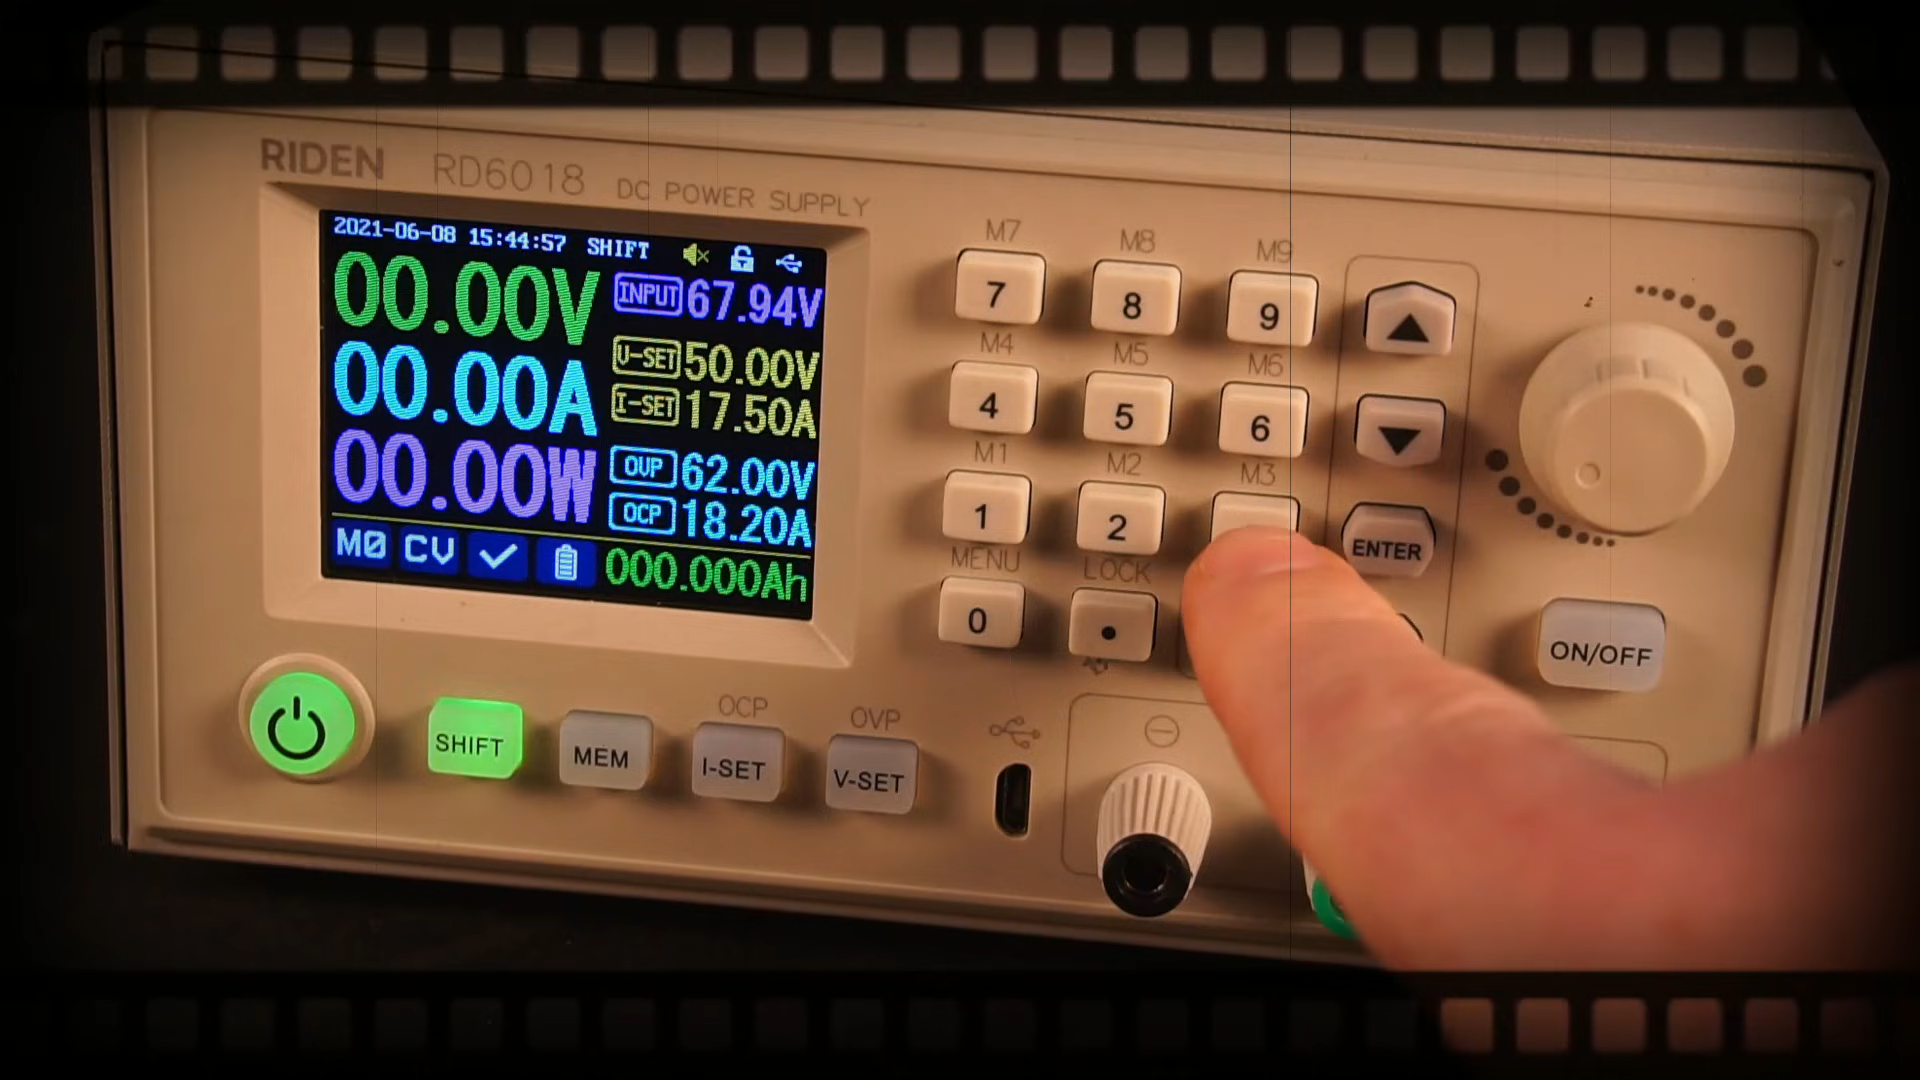 RIDEN RD6018 DC POWER SUPPLY
2021-06-08 15:44:57 SHIFT
00.00V
INPUT 67.94V
00.00A
V-SET 50.00V
I-SET 17.50A
00.00W
OVP 62.00V
OCP 18.20A
M0 CV 000.000Ah
M7 M8 M9
7 8 9
M4 M5 M6
4 5 6
M1 M2 M3
1 2
ENTER
MENU LOCK
0 .
ON/OFF
OCP OVP
SHIFT MEM I-SET V-SET